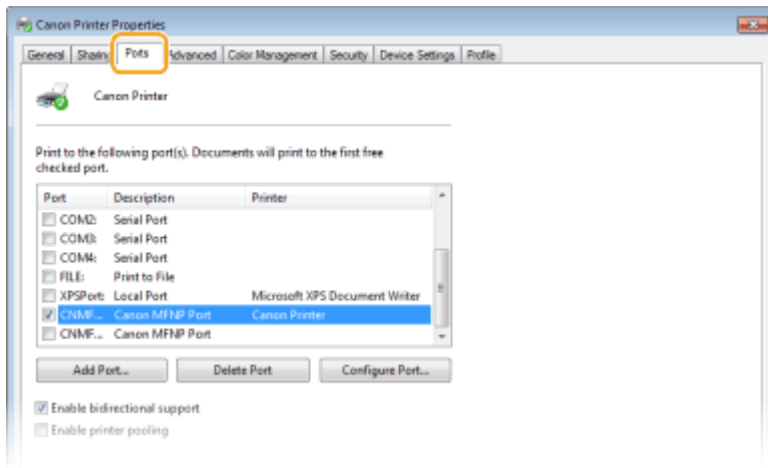 Canon Printer Properties
General Sharing Ports Advanced Color Management Security Device Settings Profile
Canon Printer
Print to the following port(s). Documents will print to the first free
checked port.
Port Description Printer
COM2: Serial Port
COM3: Serial Port
COM4: Serial Port
FILE: Print to File
XPSPort: Local Port Microsoft XPS Document Writer
CNMF... Canon MFNP Port Canon Printer
CNMF... Canon MFNP Port
Add Port... Delete Port Configure Port...
Enable bidirectional support
Enable printer pooling